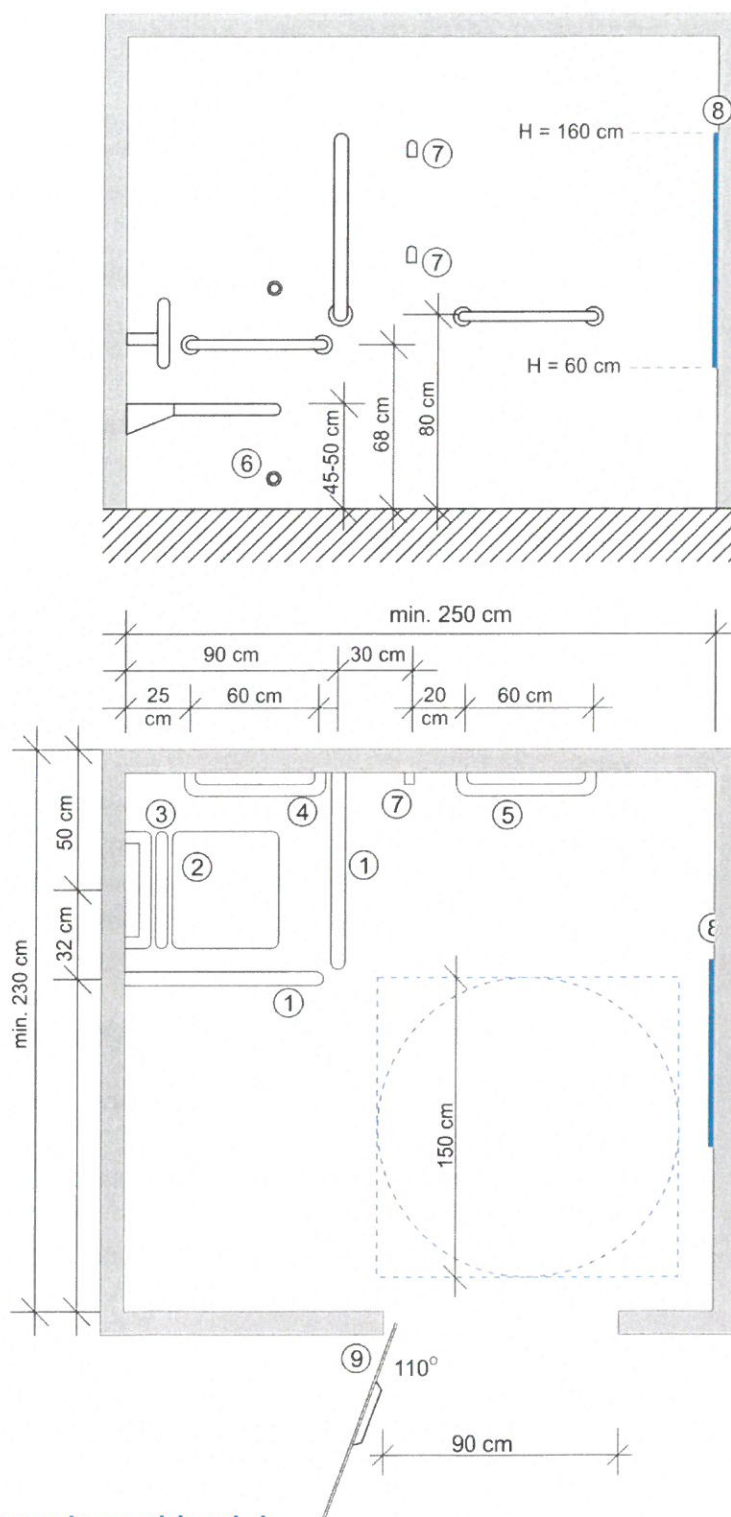 8
H = 160 cm
7
7
H = 60 cm
6
45-50 cm
68 cm
80 cm
min. 250 cm
90 cm
30 cm
25 cm
60 cm
20 cm
60 cm
min. 230 cm
50 cm
32 cm
3
4
7
5
2
1
8
1
150 cm
9
110°
90 cm